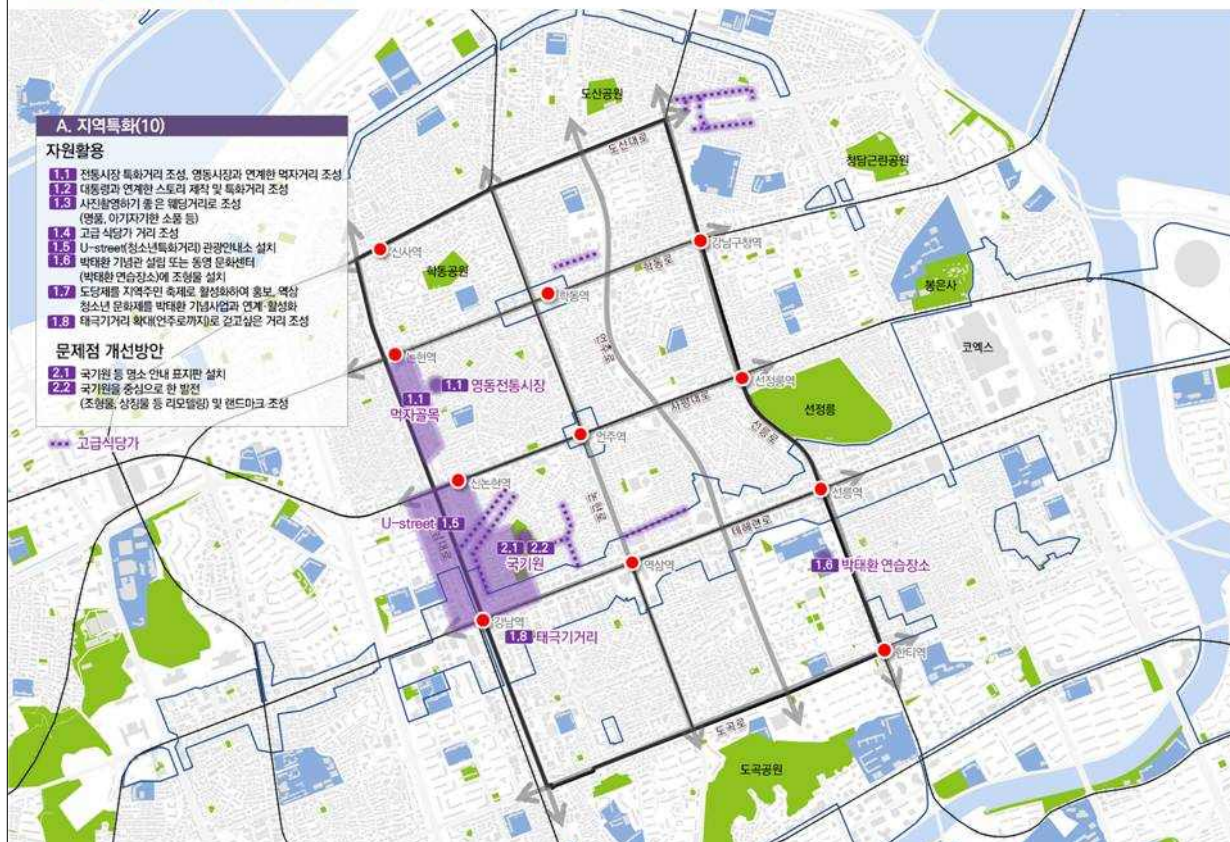 A. 지역특화(10)
자원활용
1.1 전통시장 특화거리 조성, 영동시장과 연계한 먹자거리 조성
1.2 대통령과 연계한 스토리 제작 및 특화거리 조성
1.3 사진촬영하기 좋은 웨딩거리로 조성
(명품, 아기자기한 소품 등)
1.4 고급 식당가 거리 조성
1.5 U-street(청소년특화거리) 관광안내소 설치
1.6 박태환 기념관 설립 또는 동영 문화센터
(박태환 연습장소)에 조형물 설치
1.7 도당제를 지역주민 축제로 활성화하여 홍보, 역삼
청소년 문화제를 박태환 기념사업과 연계·활성화
1.8 태극기거리 확대(언주로까지)로 걷고싶은 거리 조성
문제점 개선방안
2.1 국기원 등 명소 안내 표지판 설치
2.2 국기원을 중심으로 한 발전
(조형물, 상징물 등 리모델링) 및 랜드마크 조성
고급식당가
도산공원
도산대로
청담근린공원
신사역
강남구청역
학동공원
학동로
봉은사
학동역
언주로
코엑스
논현역
선정릉역
1.1 영동전통시장
1.1
먹자골목
사평대로
선정릉
선릉로
언주역
신논현역
선릉역
논현로
테헤란로
U-street 1.5
강남대로
2.1 2.2
국기원
역삼역
1.6 박태환 연습장소
강남역
1.8 태극기거리
한티역
도곡로
도곡공원